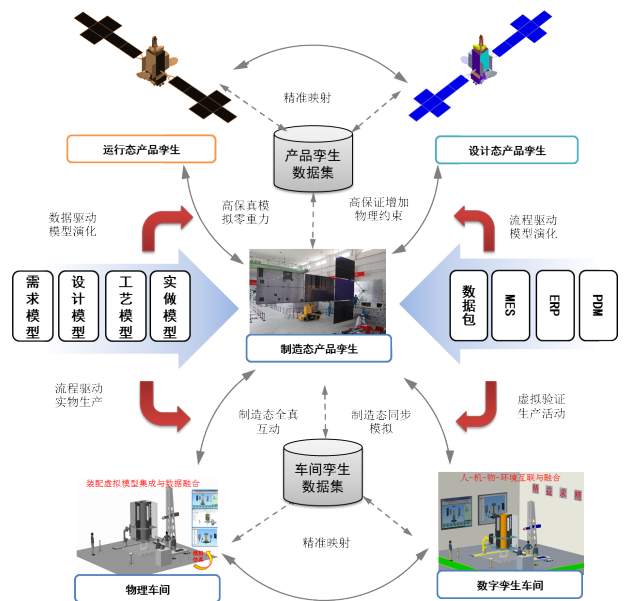 精准映射
运行态产品孪生
产品孪生
数据集
设计态产品孪生
数据驱动
模型演化
高保真模
拟零重力
高保证增加
物理约束
流程驱动
模型演化
需求模型
设计模型
工艺模型
实做模型
数据包
MES
ERP
PDM
制造态产品孪生
流程驱动
实物生产
制造态全真
互动
制造态同步
模拟
虚拟验证
生产活动
车间孪生
数据集
装配虚拟模型集成与数据融合
人-机-物-环境互联与融合
精准映射
物理车间
数字孪生车间